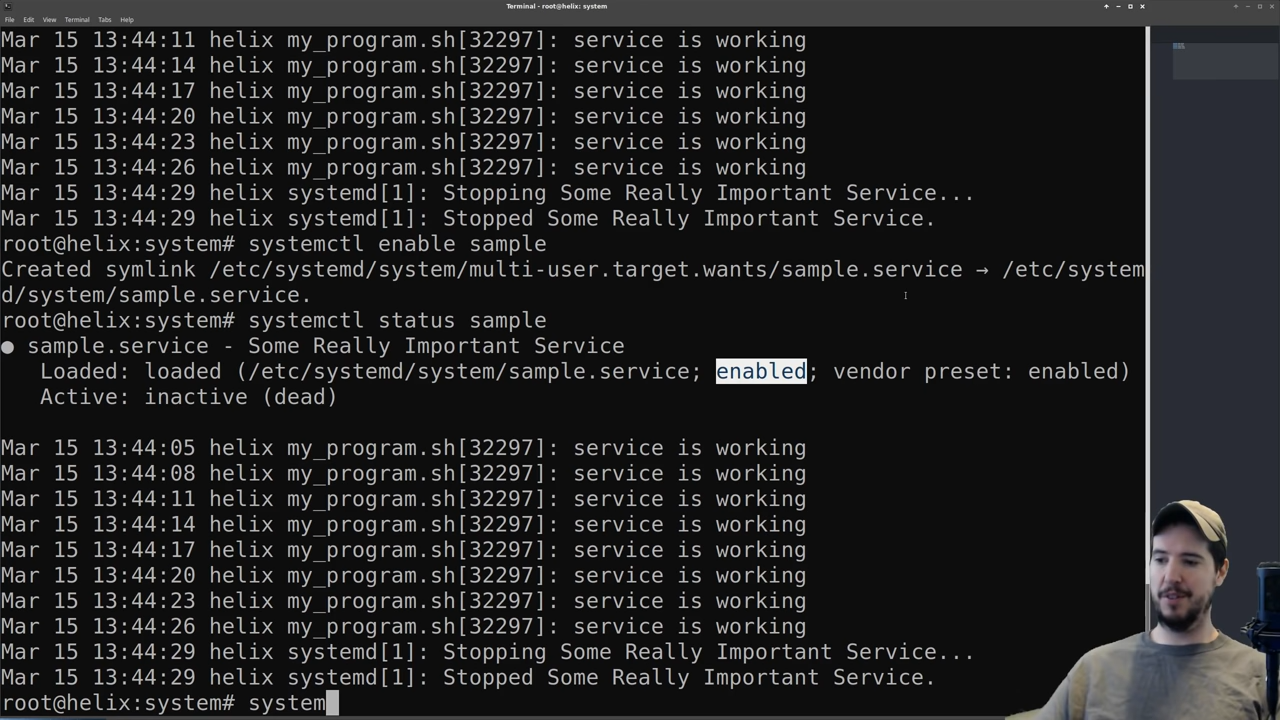 Terminal - root@helix: system
File Edit View Terminal Tabs Help
Mar 15 13:44:11 helix my_program.sh[32297]: service is working
Mar 15 13:44:14 helix my_program.sh[32297]: service is working
Mar 15 13:44:17 helix my_program.sh[32297]: service is working
Mar 15 13:44:20 helix my_program.sh[32297]: service is working
Mar 15 13:44:23 helix my_program.sh[32297]: service is working
Mar 15 13:44:26 helix my_program.sh[32297]: service is working
Mar 15 13:44:29 helix systemd[1]: Stopping Some Really Important Service...
Mar 15 13:44:29 helix systemd[1]: Stopped Some Really Important Service.
root@helix:system# systemctl enable sample
Created symlink /etc/systemd/system/multi-user.target.wants/sample.service → /etc/system
d/system/sample.service.
root@helix:system# systemctl status sample
● sample.service - Some Really Important Service
Loaded: loaded (/etc/systemd/system/sample.service; enabled; vendor preset: enabled)
Active: inactive (dead)
Mar 15 13:44:05 helix my_program.sh[32297]: service is working
Mar 15 13:44:08 helix my_program.sh[32297]: service is working
Mar 15 13:44:11 helix my_program.sh[32297]: service is working
Mar 15 13:44:14 helix my_program.sh[32297]: service is working
Mar 15 13:44:17 helix my_program.sh[32297]: service is working
Mar 15 13:44:20 helix my_program.sh[32297]: service is working
Mar 15 13:44:23 helix my_program.sh[32297]: service is working
Mar 15 13:44:26 helix my_program.sh[32297]: service is working
Mar 15 13:44:29 helix systemd[1]: Stopping Some Really Important Service...
Mar 15 13:44:29 helix systemd[1]: Stopped Some Really Important Service.
root@helix:system# system